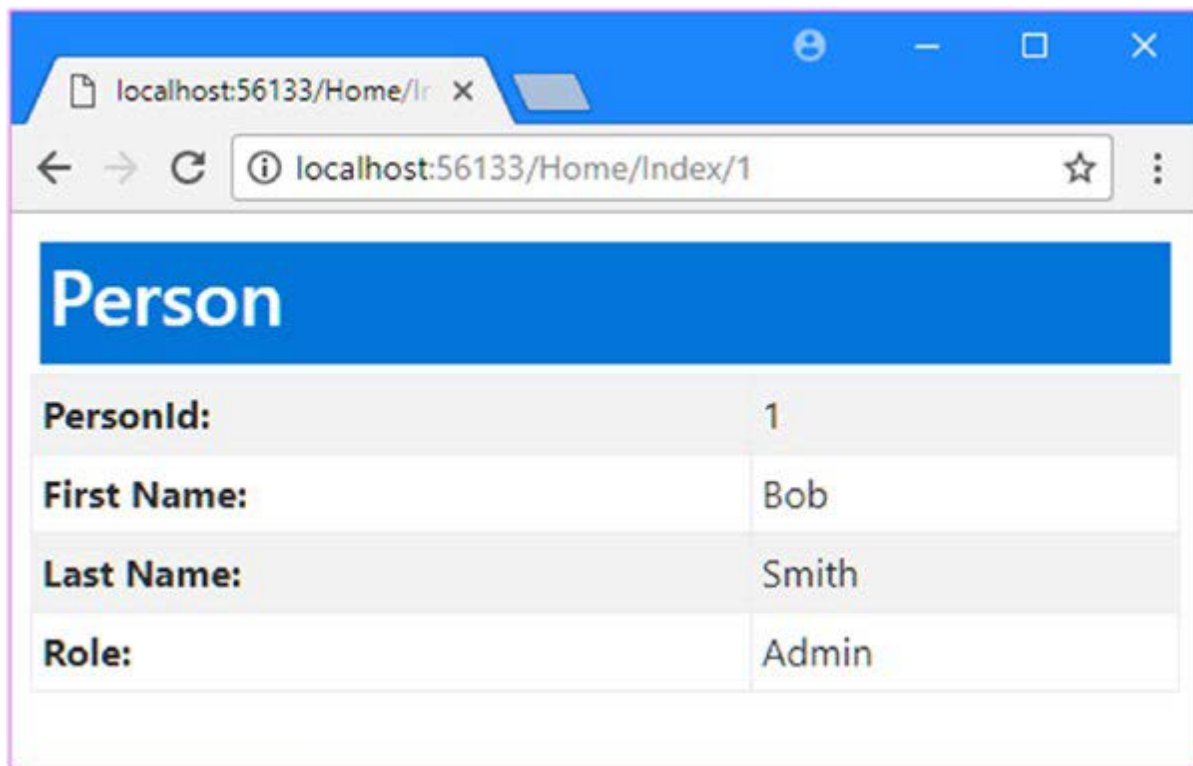 localhost:56133/Home/Ir
localhost:56133/Home/Index/1
Person
PersonId: 1
First Name: Bob
Last Name: Smith
Role: Admin